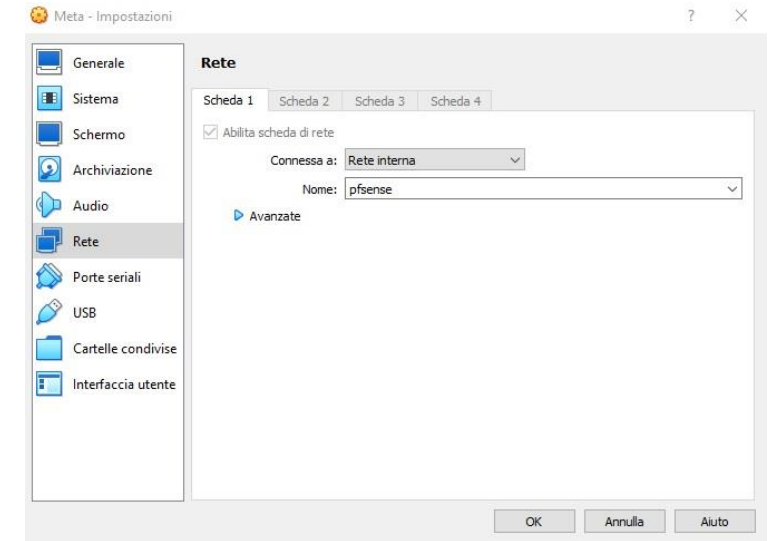 Meta - Impostazioni
?
Generale
Sistema
Schermo
Archiviazione
Audio
Rete
Porte seriali
USB
Cartelle condivise
Interfaccia utente
Rete
Scheda 1 Scheda 2 Scheda 3 Scheda 4
Abilita scheda di rete
Connessa a: Rete interna
Nome: pfsense
Avanzate
OK Annulla Aiuto